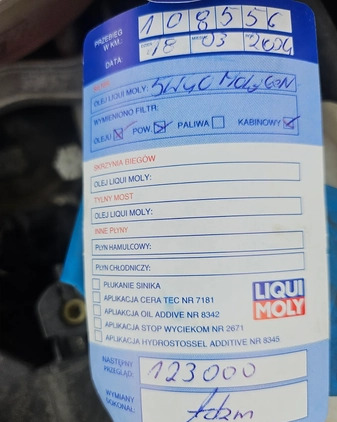 PRZEBIEG W KM.: 108556
DATA: 18 03 2024
OLEJ LIQUI MOLY: 5W40 MolyGEN
WYMIENIONO FILTR:
OLEJU POW. PALIWA KABINOWY
SKRZYNIA BIEGÓW
OLEJ LIQUI MOLY:
TYLNY MOST
OLEJ LIQUI MOLY:
INNE PŁYNY
PŁYN HAMULCOWY:
PŁYN CHŁODNICZY:
PŁUKANIE SINIKA
APLIKACJA CERA TEC NR 7181
APLIAKCJA OIL ADDIVE NR 8342
APLIKACJA STOP WYCIEKOM NR 2671
APLIKACJA HYDROSTOSSEL ADDITIVE NR 8345
LIQUI
MOLY
NASTĘPNY PRZEGLĄD: 123000
WYMIANY DOKONAŁ: Adam